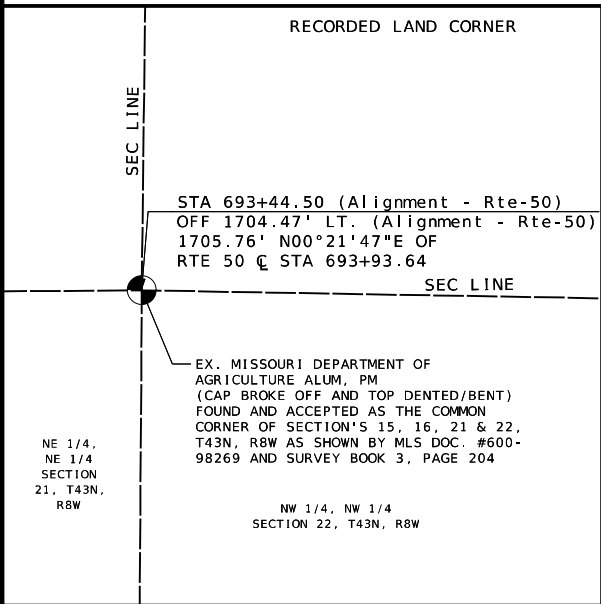 RECORDED LAND CORNER
SEC LINE
STA 693+44.50 (Alignment - Rte-50)
OFF 1704.47' LT. (Alignment - Rte-50)
1705.76' N00°21'47"E OF
RTE 50 ℄ STA 693+93.64
SEC LINE
EX. MISSOURI DEPARTMENT OF
AGRICULTURE ALUM, PM
(CAP BROKE OFF AND TOP DENTED/BENT)
FOUND AND ACCEPTED AS THE COMMON
CORNER OF SECTION'S 15, 16, 21 & 22,
T43N, R8W AS SHOWN BY MLS DOC. #600-
98269 AND SURVEY BOOK 3, PAGE 204
NE 1/4,
NE 1/4
SECTION
21, T43N,
R8W
NW 1/4, NW 1/4
SECTION 22, T43N, R8W